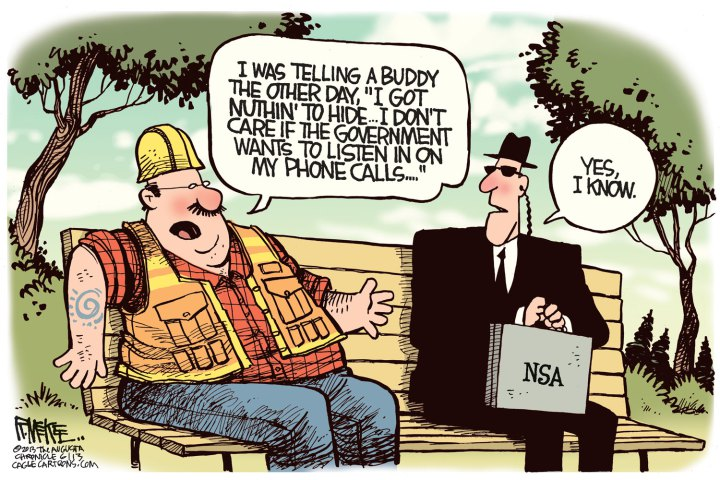 I WAS TELLING A BUDDY
THE OTHER DAY, "I GOT
NUTHIN' TO HIDE... I DON'T
CARE IF THE GOVERNMENT
WANTS TO LISTEN IN ON
MY PHONE CALLS...."
YES,
I KNOW.
NSA
©2013 THE AUGUSTA
CHRONICLE 6/13
CAGLECARTOONS.COM